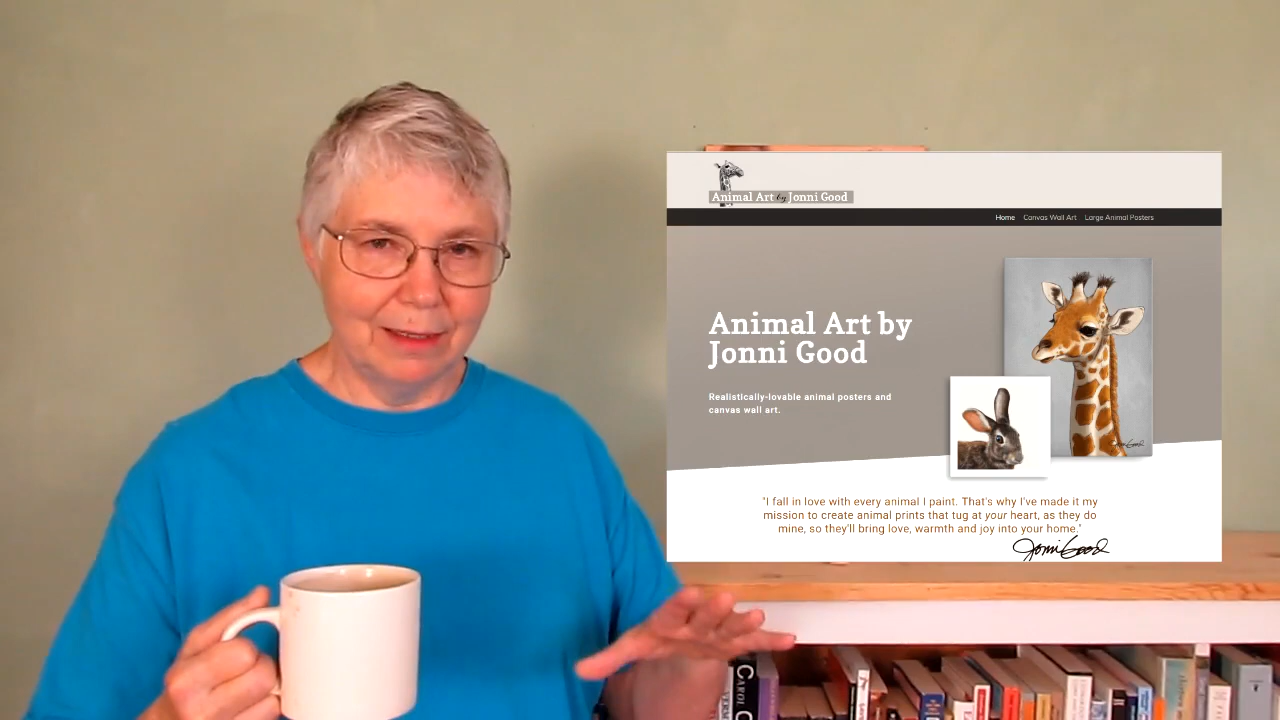 Animal Art by Jonni Good
Home Canvas Wall Art Large Animal Posters
Animal Art by
Jonni Good
Realistically-lovable animal posters and
canvas wall art.
"I fall in love with every animal I paint. That's why I've made it my
mission to create animal prints that tug at your heart, as they do
mine, so they'll bring love, warmth and joy into your home."
Jonni Good
CAROL